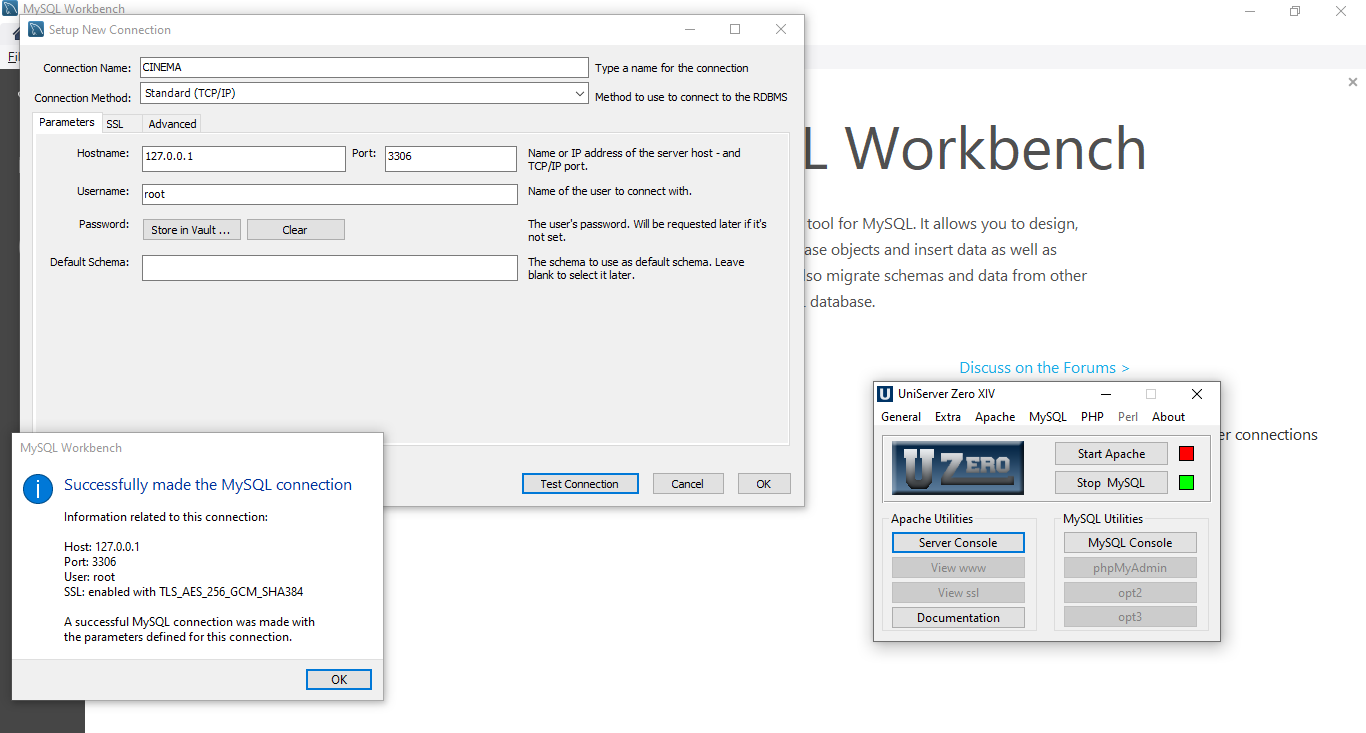 MySQL Workbench
Setup New Connection
Connection Name: CINEMA Type a name for the connection
Connection Method: Standard (TCP/IP) Method to use to connect to the RDBMS
Parameters SSL Advanced
Hostname: 127.0.0.1 Port: 3306 Name or IP address of the server host - and
TCP/IP port.
Username: root Name of the user to connect with.
Password: Store in Vault ... Clear The user's password. Will be requested later if it's
not set.
Default Schema: The schema to use as default schema. Leave
blank to select it later.
Test Connection Cancel OK
MySQL Workbench
Successfully made the MySQL connection
Information related to this connection:
Host: 127.0.0.1
Port: 3306
User: root
SSL: enabled with TLS_AES_256_GCM_SHA384
A successful MySQL connection was made with
the parameters defined for this connection.
OK
L Workbench
tool for MySQL. It allows you to design,
ase objects and insert data as well as
so migrate schemas and data from other
database.
Discuss on the Forums >
er connections
UniServer Zero XIV
General Extra Apache MySQL PHP Perl About
U ZERO
Start Apache
Stop MySQL
Apache Utilities
Server Console
View www
View ssl
Documentation
MySQL Utilities
MySQL Console
phpMyAdmin
opt2
opt3